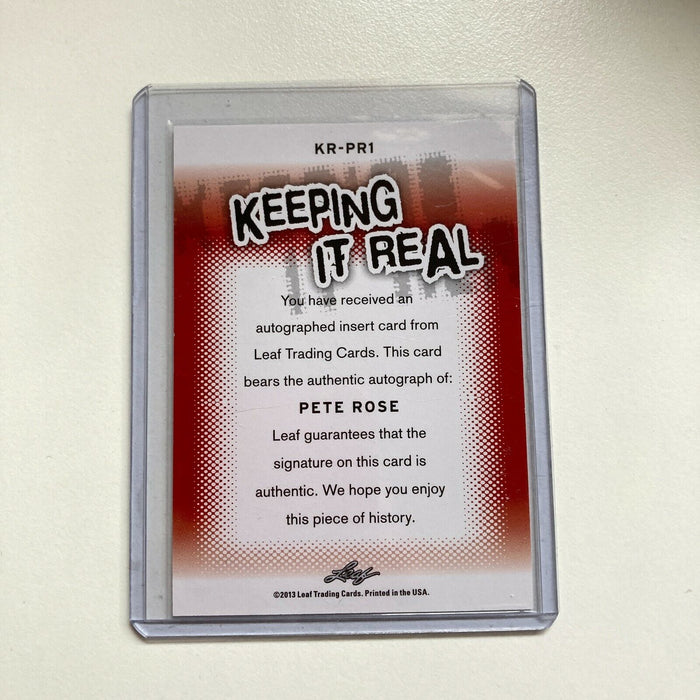 KR-PR1
KEEPING
IT REAL
You have received an
autographed insert card from
Leaf Trading Cards. This card
bears the authentic autograph of:
PETE ROSE
Leaf guarantees that the
signature on this card is
authentic. We hope you enjoy
this piece of history.
Leaf
©2013 Leaf Trading Cards. Printed in the USA.